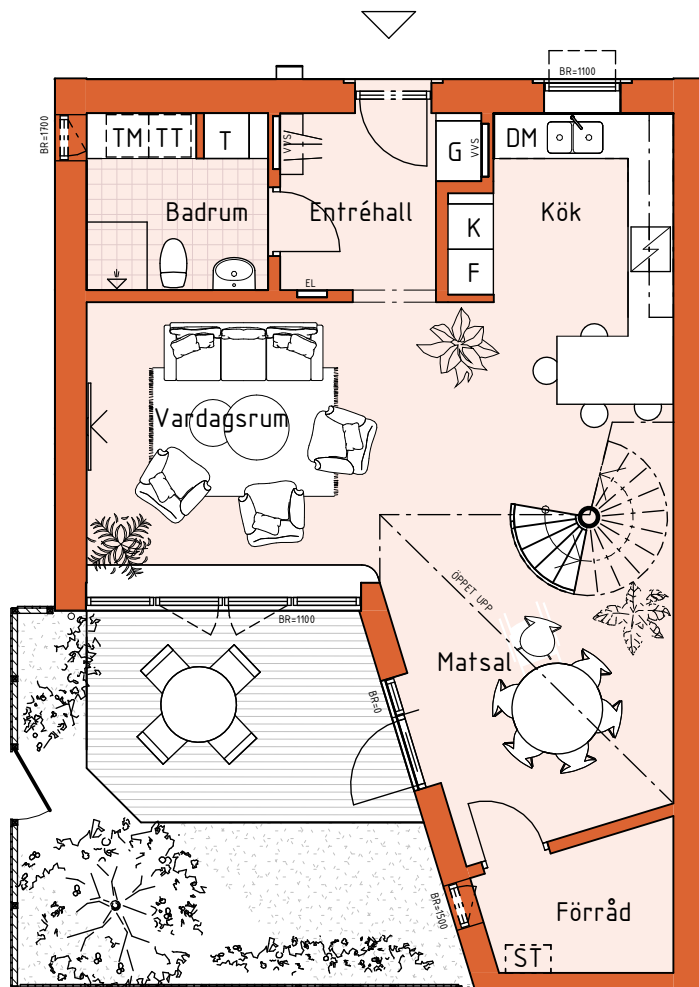 BR=1100
BR=1700
TM
TT
T
VVS
G
VVS
DM
Badrum
Entréhall
K
Kök
F
EL
Vardagsrum
ÖPPET UPP
BR=1100
Matsal
BR=0
BR=1500
Förråd
ST